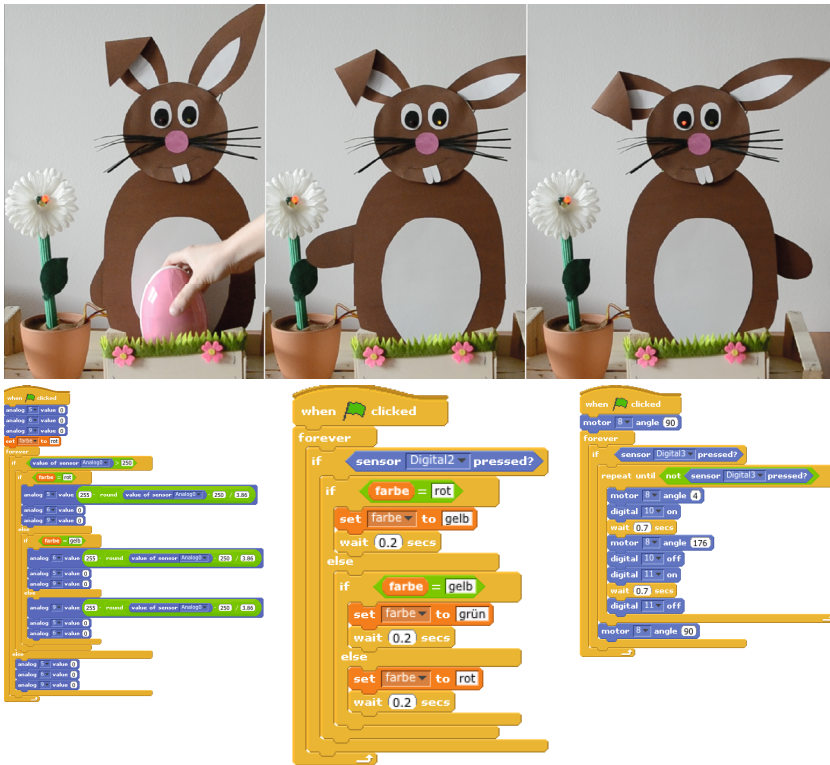 when clicked
analog 5 value 0
analog 6 value 0
analog 9 value 0
set farbe to rot
forever
if value of sensor Analog0 > 250
if farbe = rot
analog 5 value 255 - round value of sensor Analog0 - 250 / 3.86
analog 6 value 0
analog 9 value 0
else
if farbe = gelb
analog 6 value 255 - round value of sensor Analog0 - 250 / 3.86
analog 5 value 0
analog 9 value 0
else
analog 9 value 255 - round value of sensor Analog0 - 250 / 3.86
analog 5 value 0
analog 6 value 0
else
analog 5 value 0
analog 6 value 0
analog 9 value 0
when clicked
forever
if sensor Digital2 pressed?
if farbe = rot
set farbe to gelb
wait 0.2 secs
else
if farbe = gelb
set farbe to grün
wait 0.2 secs
else
set farbe to rot
wait 0.2 secs
when clicked
motor 8 angle 90
forever
if sensor Digital3 pressed?
repeat until not sensor Digital3 pressed?
motor 8 angle 4
digital 10 on
wait 0.7 secs
motor 8 angle 176
digital 10 off
digital 11 on
wait 0.7 secs
digital 11 off
motor 8 angle 90